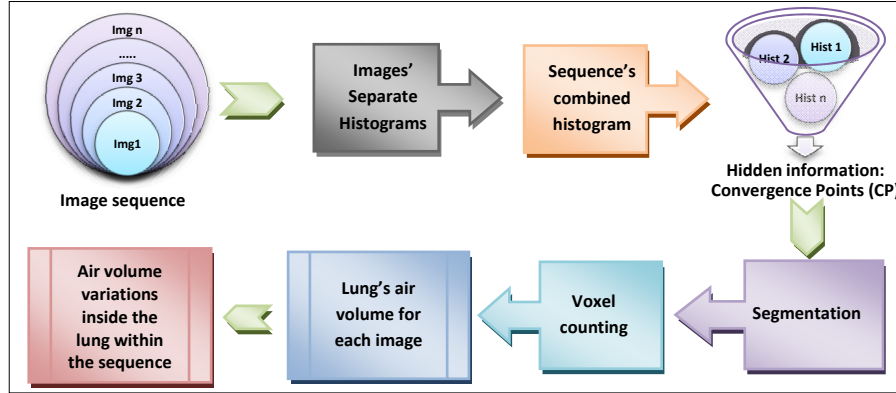 Img n
.....
Img 3
Img 2
Img1
Image sequence
Images’
Separate
Histograms
Sequence’s
combined
histogram
Hist 1
Hist 2
Hist n
Hidden information:
Convergence Points (CP)
Segmentation
Voxel
counting
Lung’s air
volume for
each image
Air volume
variations
inside the
lung within
the sequence